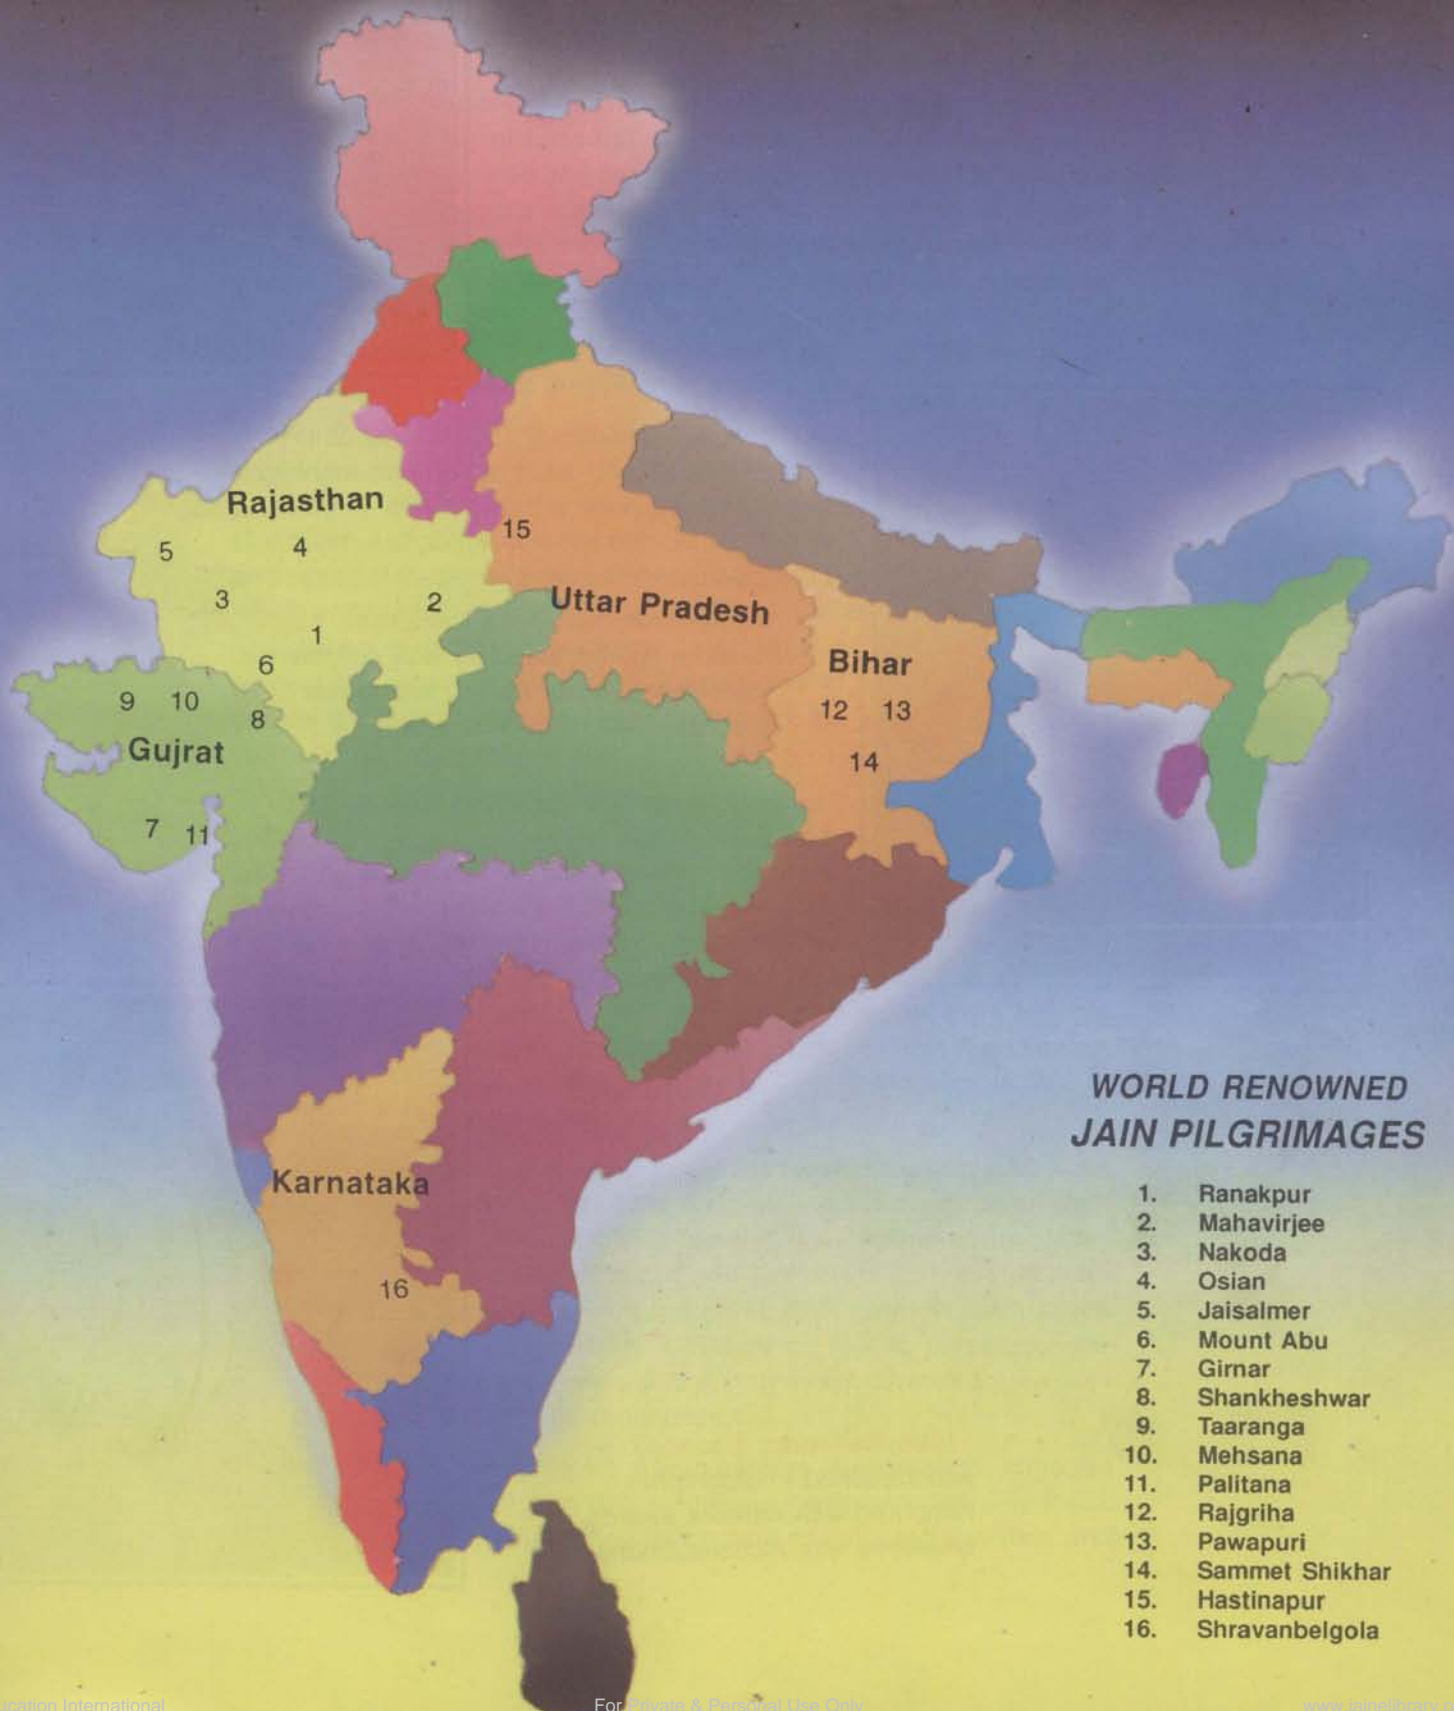 Rajasthan
15
5
4
3
2
Uttar Pradesh
1
6
Bihar
9 10
8
12 13
Gujrat
14
7 11
WORLD RENOWNED
JAIN PILGRIMAGES
Karnataka
16
1. Ranakpur
2. Mahavirjee
3. Nakoda
4. Osian
5. Jaisalmer
6. Mount Abu
7. Girnar
8. Shankheshwar
9. Taaranga
10. Mehsana
11. Palitana
12. Rajgriha
13. Pawapuri
14. Sammet Shikhar
15. Hastinapur
16. Shravanbelgola
International For Private & Personal Use Only